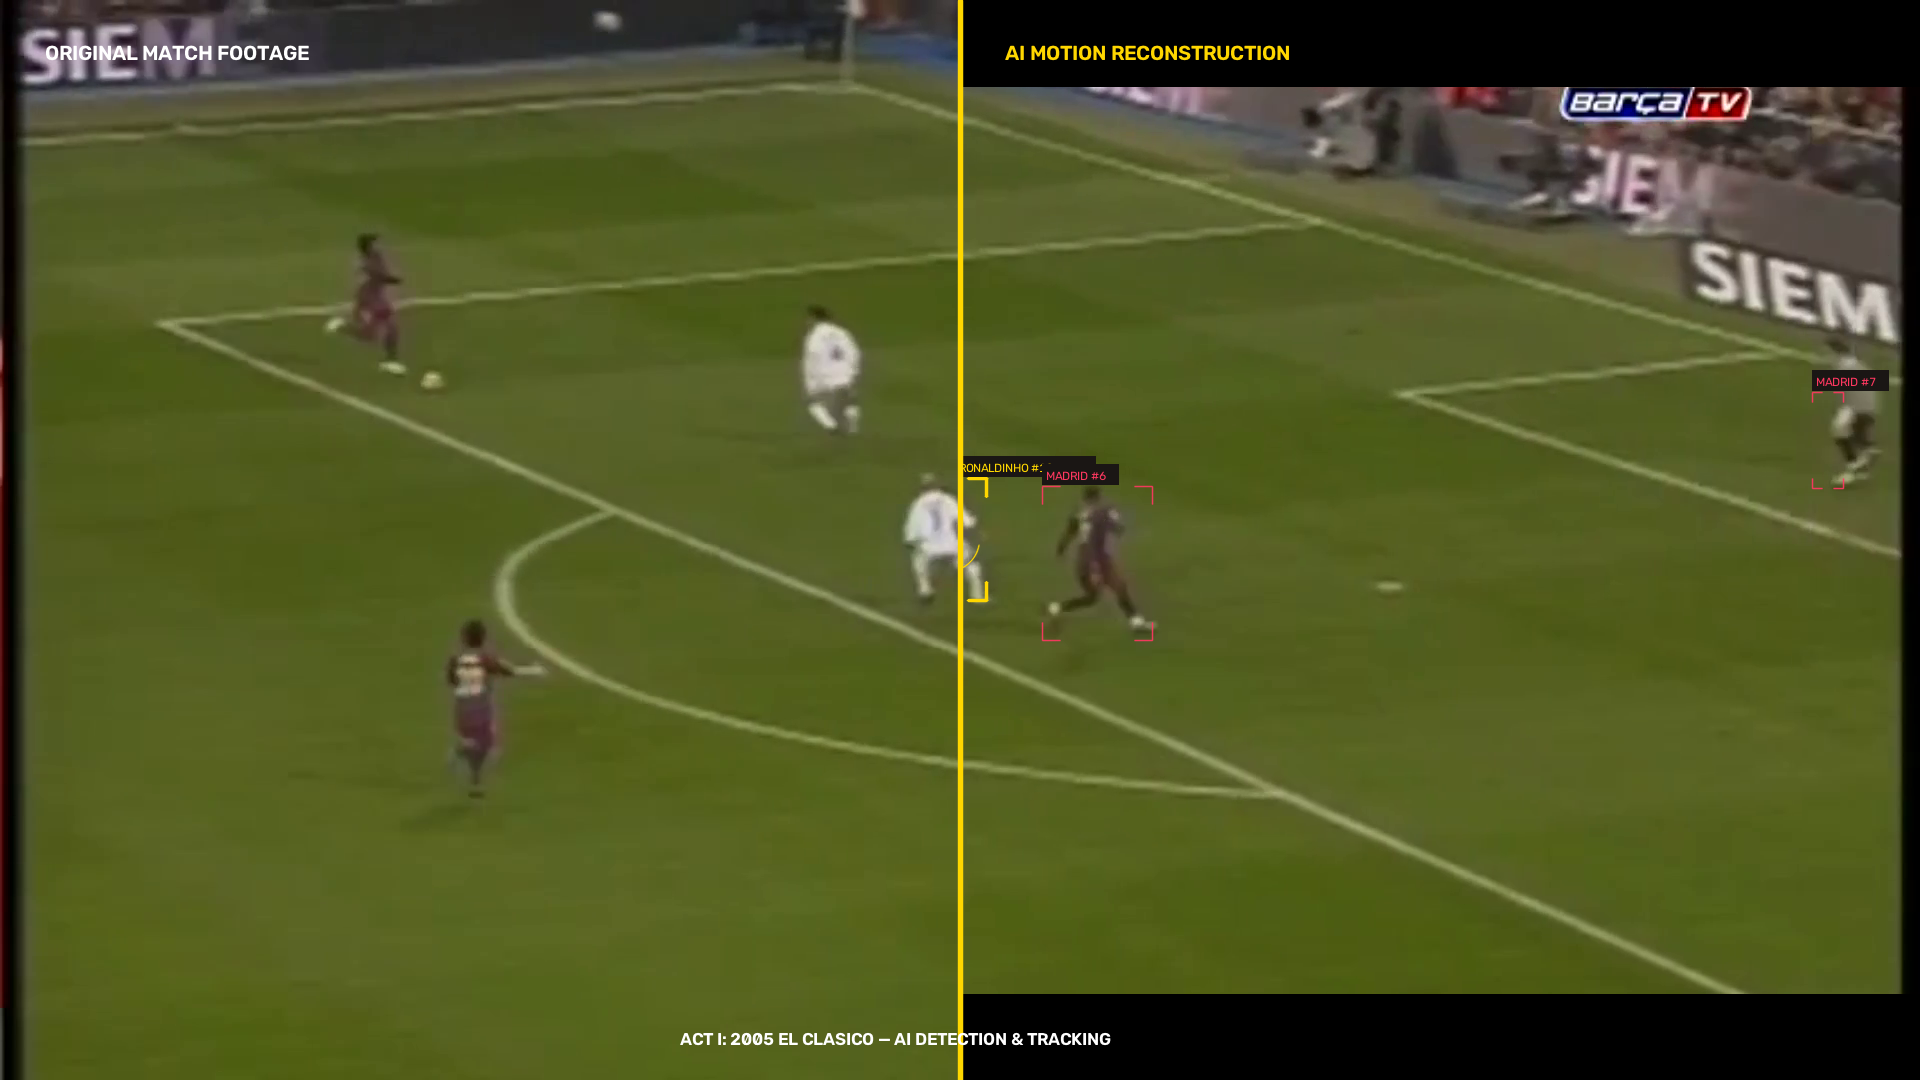 ORIGINAL MATCH FOOTAGE
AI MOTION RECONSTRUCTION
SIEM
BARÇA TV
SIEM
SIEM
MADRID #7
RONALDINHO
MADRID #6
ACT I: 2005 EL CLASICO — AI DETECTION & TRACKING